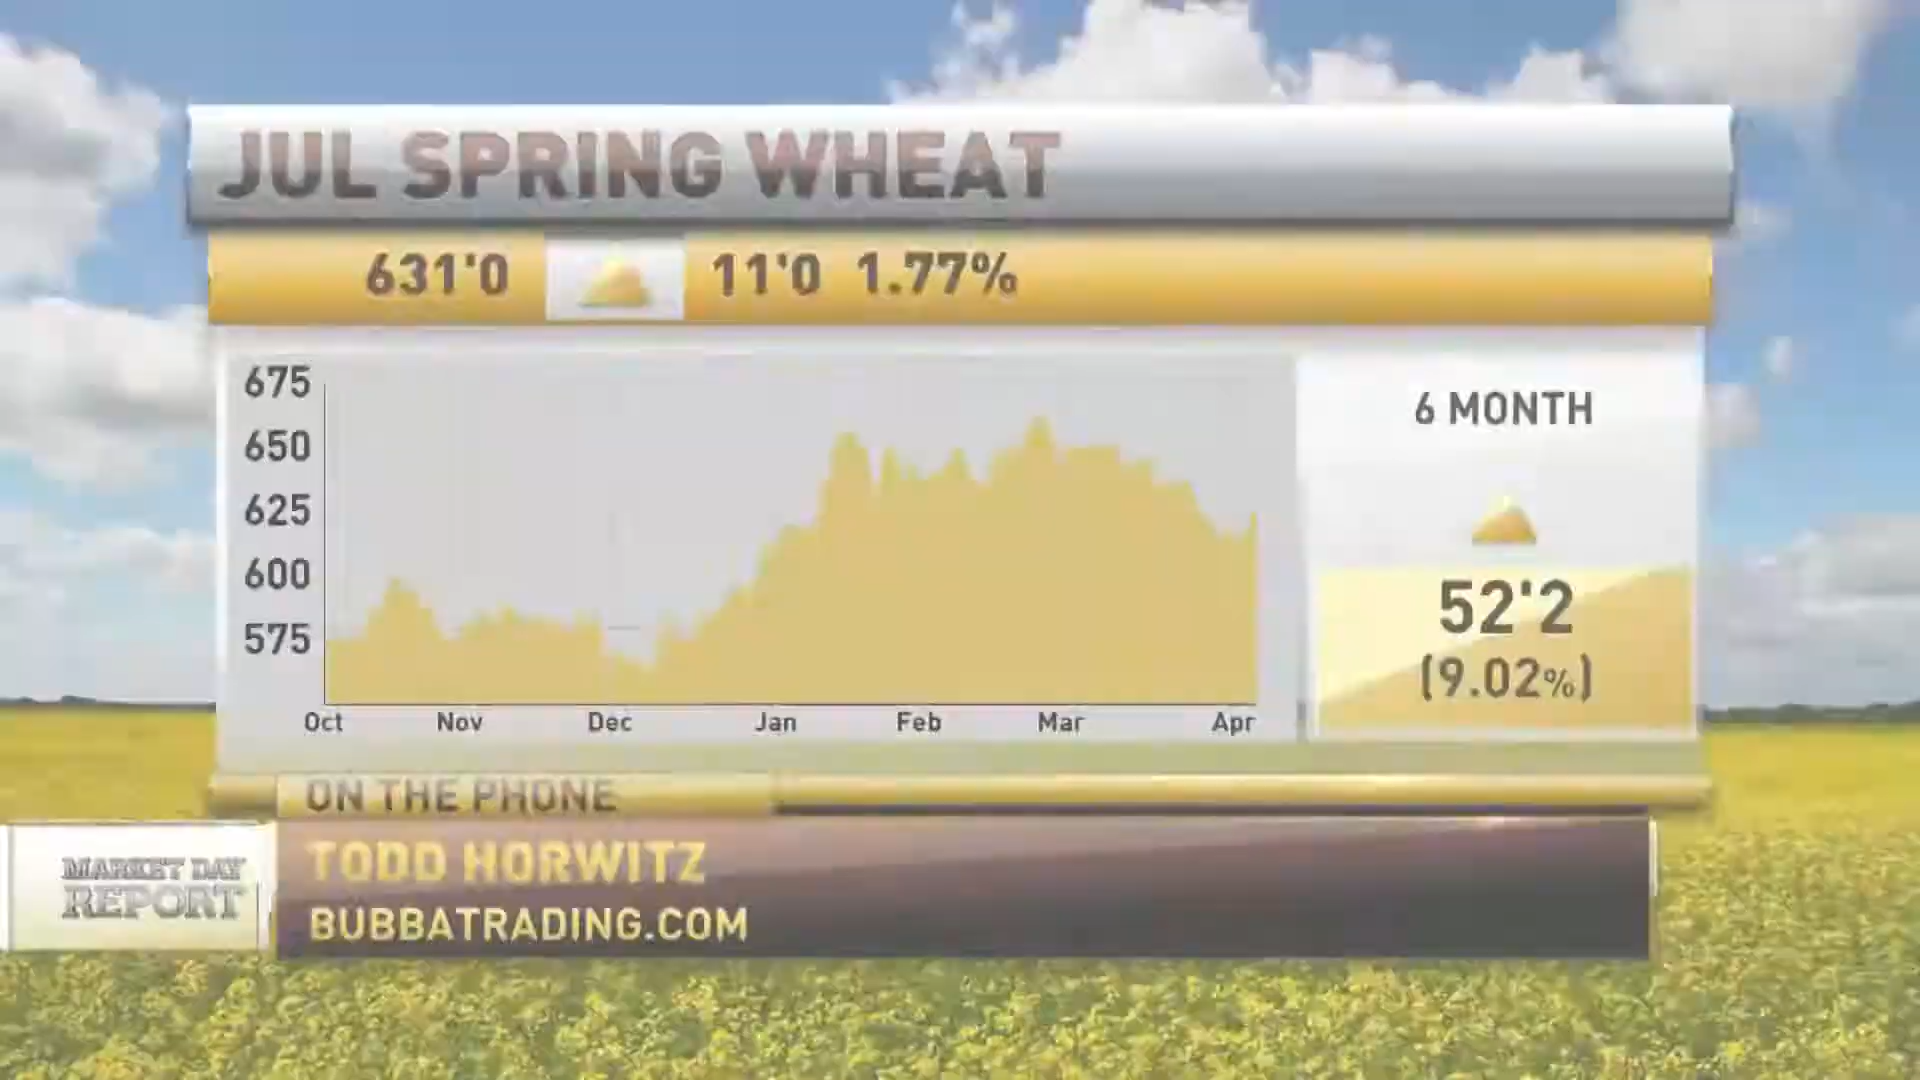 JUL SPRING WHEAT
631'0 11'0 1.77%
675
650
625
600
575
Oct Nov Dec Jan Feb Mar Apr
6 MONTH
52'2
(9.02%)
ON THE PHONE
TODD HORWITZ
BUBBATRADING.COM
MARKET DAY
REPORT